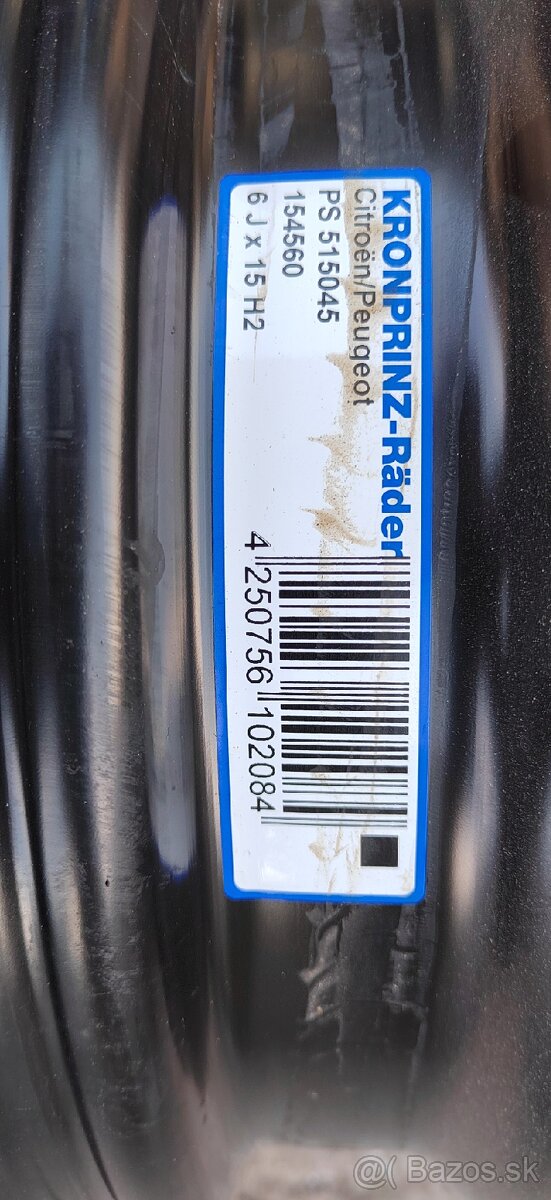 KRONPRINZ-Räder
Citroën/Peugeot
PS 515045
154560
6 J x 15 H2
4 250756 102084
@( Bazos.sk